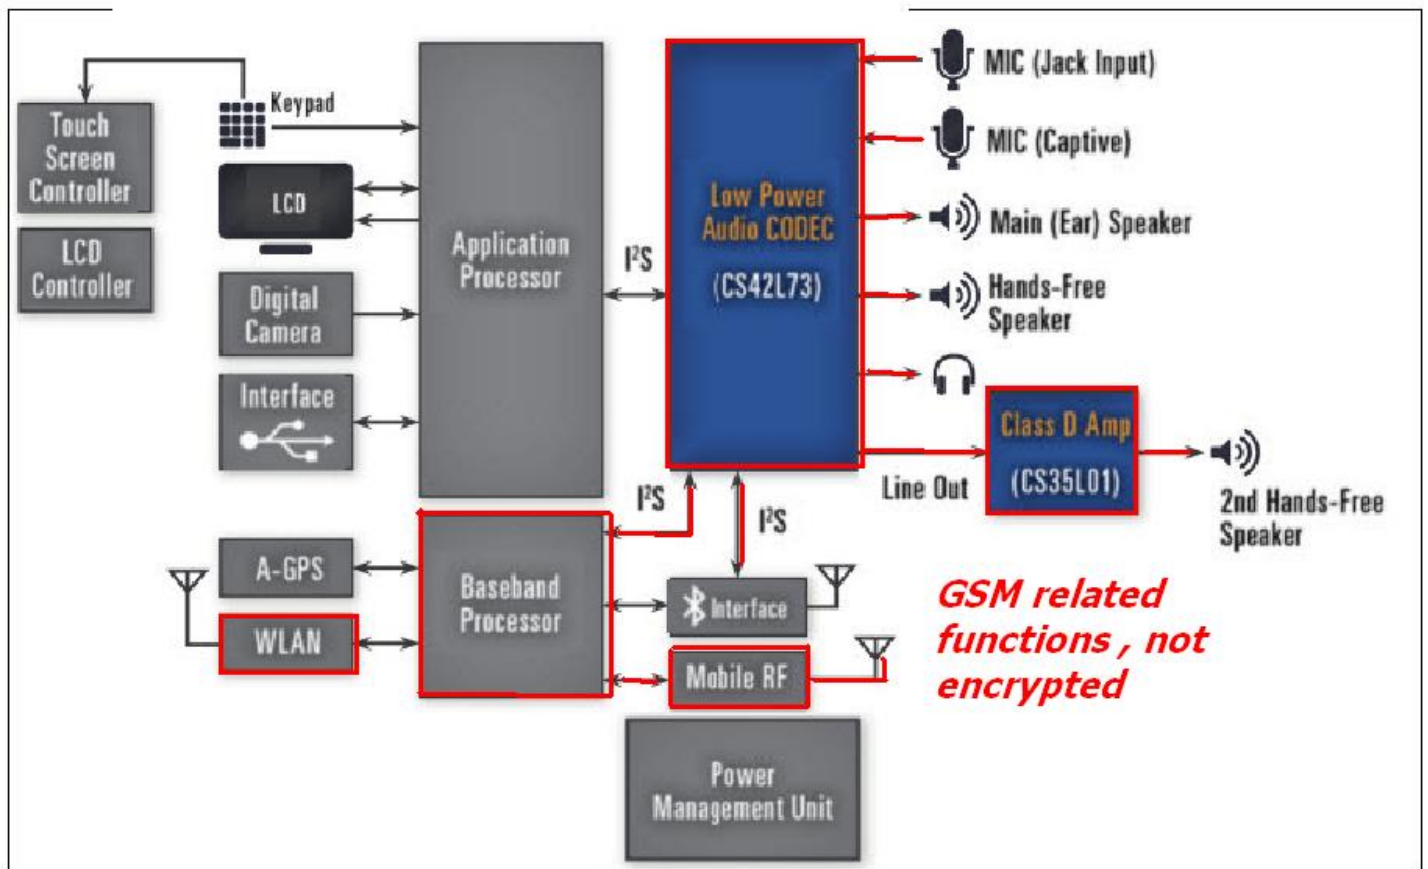 Keypad
Touch
Screen
Controller
LCD
Controller
LCD
Digital
Camera
Interface
Application
Processor
I²S
Low Power
Audio CODEC
(CS42L73)
MIC (Jack Input)
MIC (Captive)
Main (Ear) Speaker
Hands-Free
Speaker
Class D Amp
(CS35L01)
Line Out
2nd Hands-Free
Speaker
I²S
I²S
A-GPS
WLAN
Baseband
Processor
Interface
Mobile RF
GSM related
functions , not
encrypted
Power
Management Unit